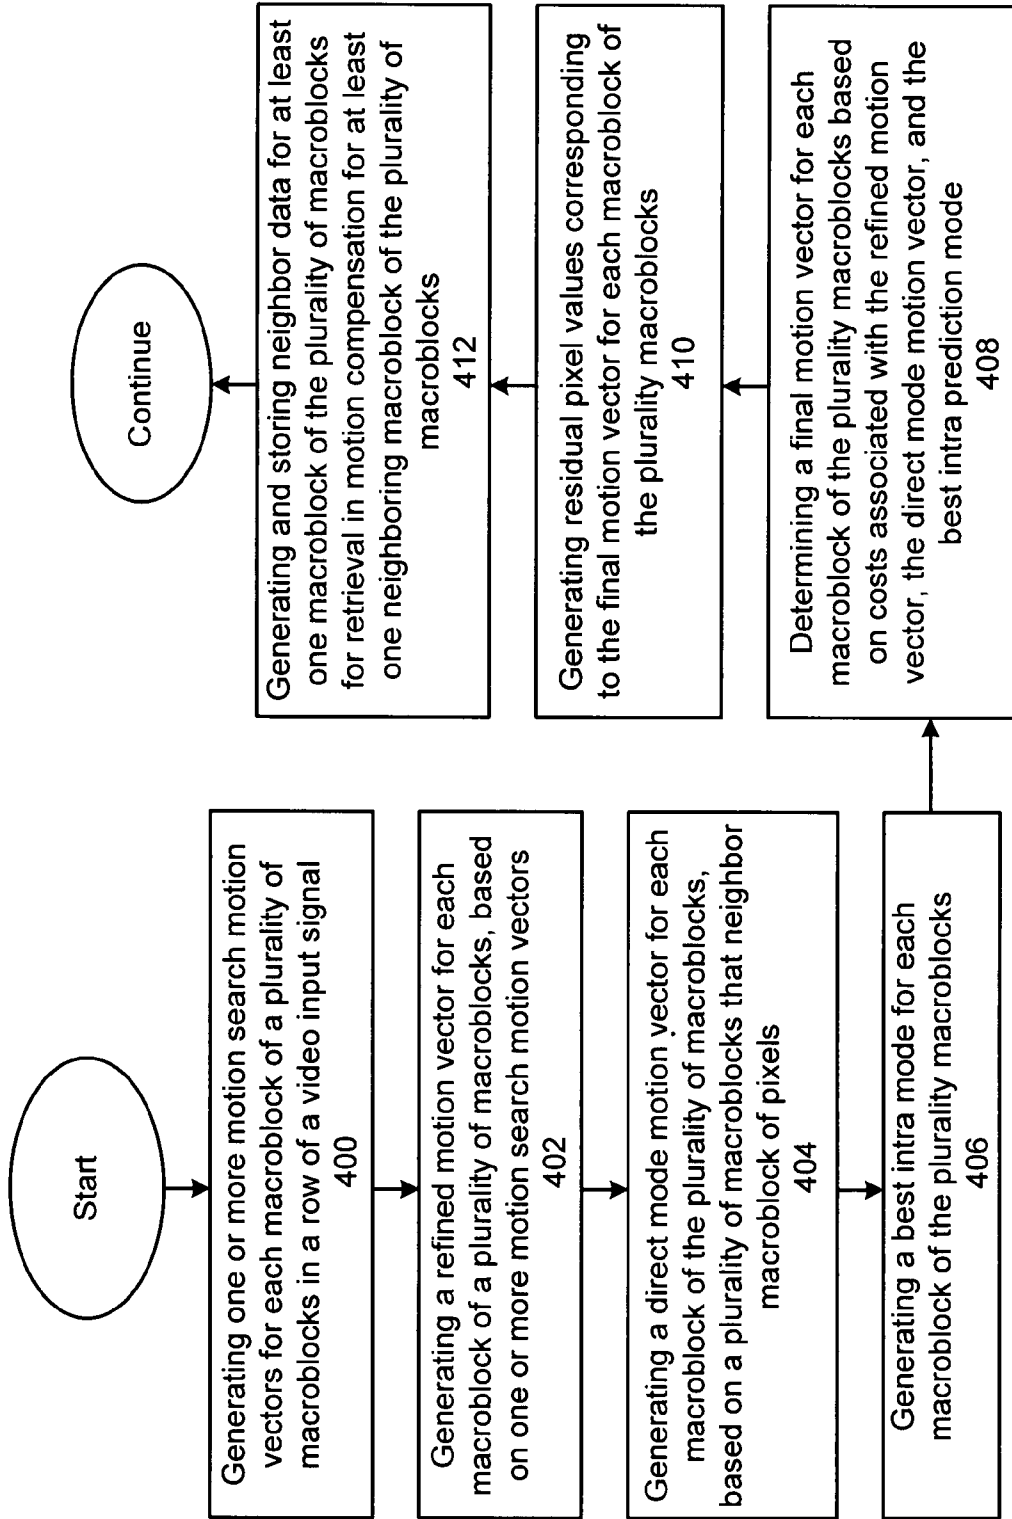 Start
Generating one or more motion search motion
vectors for each macroblock of a plurality of
macroblocks in a row of a video input signal
400
Generating a refined motion vector for each
macroblock of a plurality of macroblocks, based
on one or more motion search motion vectors
402
Generating a direct mode motion vector for each
macroblock of the plurality of macroblocks,
based on a plurality of macroblocks that neighbor
macroblock of pixels
404
Generating a best intra mode for each
macroblock of the plurality macroblocks
406
Determining a final motion vector for each
macroblock of the plurality macroblocks based
on costs associated with the refined motion
vector, the direct mode motion vector, and the
best intra prediction mode
408
Generating residual pixel values corresponding
to the final motion vector for each macroblock of
the plurality macroblocks
410
Generating and storing neighbor data for at least
one macroblock of the plurality of macroblocks
for retrieval in motion compensation for at least
one neighboring macroblock of the plurality of
macroblocks
412
Continue